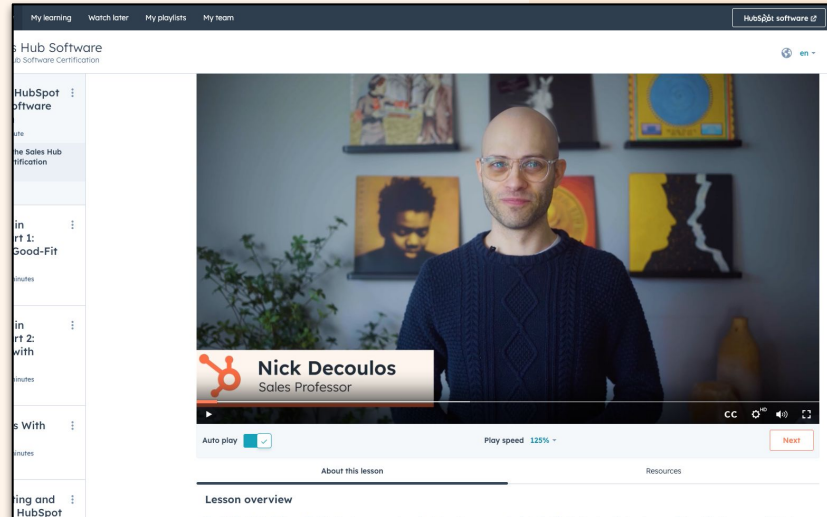 My learning Watch later My playlists My team HubSpot software
s Hub Software
ub Software Certification
en
HubSpot
oftware
ute
he Sales Hub
tification
in
rt 1:
Good-Fit
inutes
in
rt 2:
with
inutes
s With
inutes
ting and
HubSpot
Nick Decoulos
Sales Professor
CC HD
Auto play
Play speed 125%
Next
About this lesson
Resources
Lesson overview